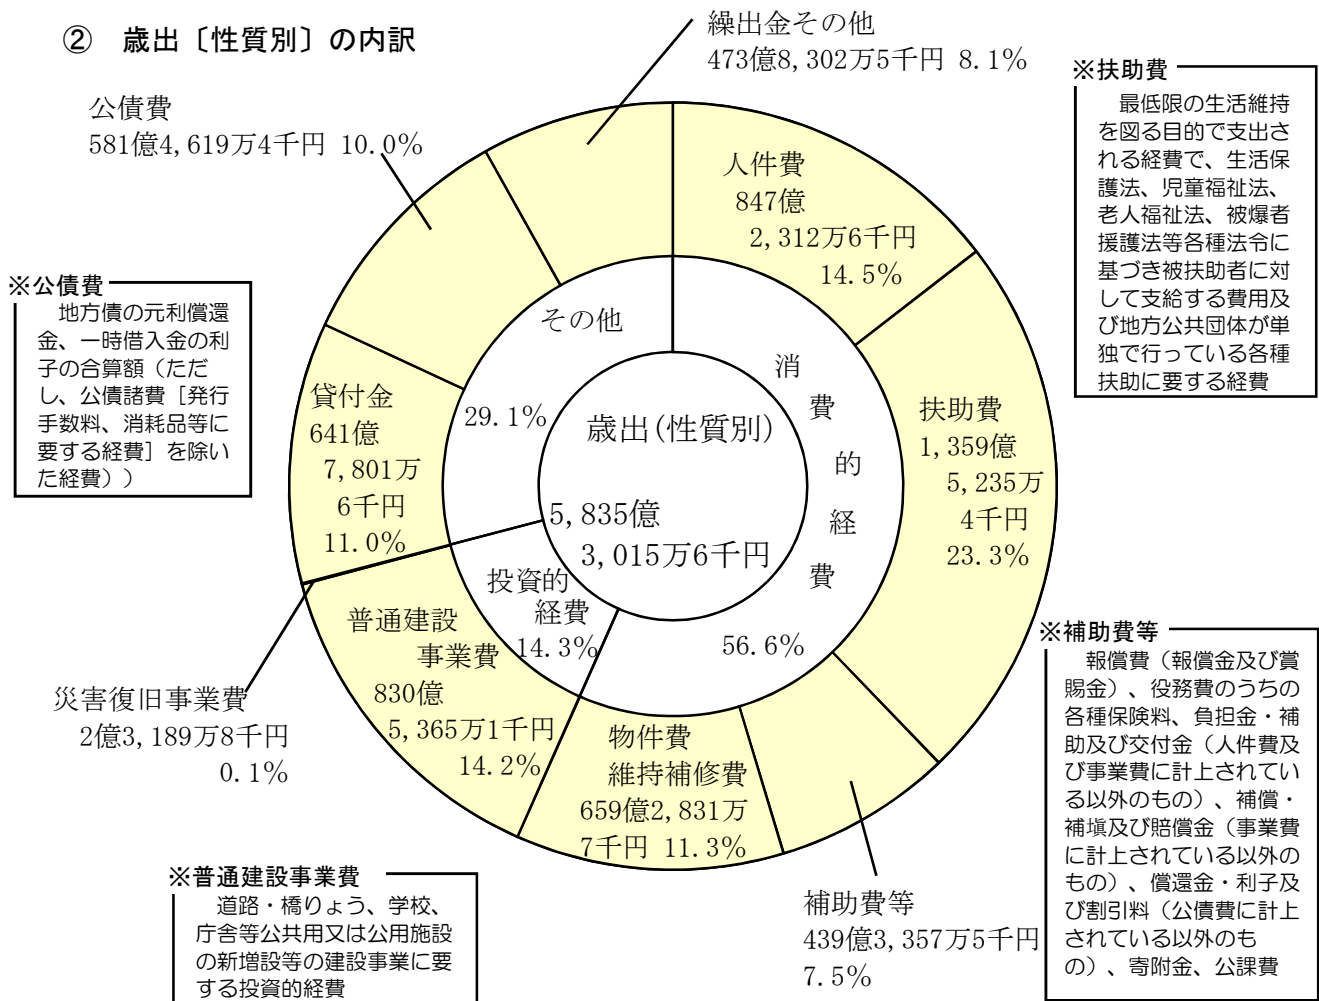 ② 歳出〔性質別〕の内訳
繰出金その他
473億8,302万5千円 8.1%
公債費
581億4,619万4千円 10.0%
※扶助費
最低限の生活維持
を図る目的で支出さ
れる経費で、生活保
護法、児童福祉法、
老人福祉法、被爆者
援護法等各種法令に
基づき被扶助者に対
して支給する費用及
び地方公共団体が単
独で行っている各種
扶助に要する経費
人件費
847億
2,312万6千円
14.5%
※公債費
地方債の元利償還
金、一時借入金の利
子の合算額（ただ
し、公債諸費［発行
手数料、消耗品等に
要する経費］を除い
た経費））
その他
29.1%
消費的経費
56.6%
貸付金
641億
7,801万
6千円
11.0%
歳出(性質別)
5,835億
3,015万6千円
扶助費
1,359億
5,235万
4千円
23.3%
投資的
経費
14.3%
普通建設
事業費
830億
5,365万1千円
14.2%
災害復旧事業費
2億3,189万8千円
0.1%
物件費
維持補修費
659億2,831万
7千円 11.3%
※補助費等
報償費（報償金及び賞
賜金）、役務費のうちの
各種保険料、負担金・補
助及び交付金（人件費及
び事業費に計上されてい
る以外のもの）、補償・
補塡及び賠償金（事業費
に計上されている以外の
もの）、償還金・利子及
び割引料（公債費に計上
されている以外のも
の）、寄附金、公課費
※普通建設事業費
道路・橋りょう、学校、
庁舎等公共用又は公用施設
の新増設等の建設事業に要
する投資的経費
補助費等
439億3,357万5千円
7.5%